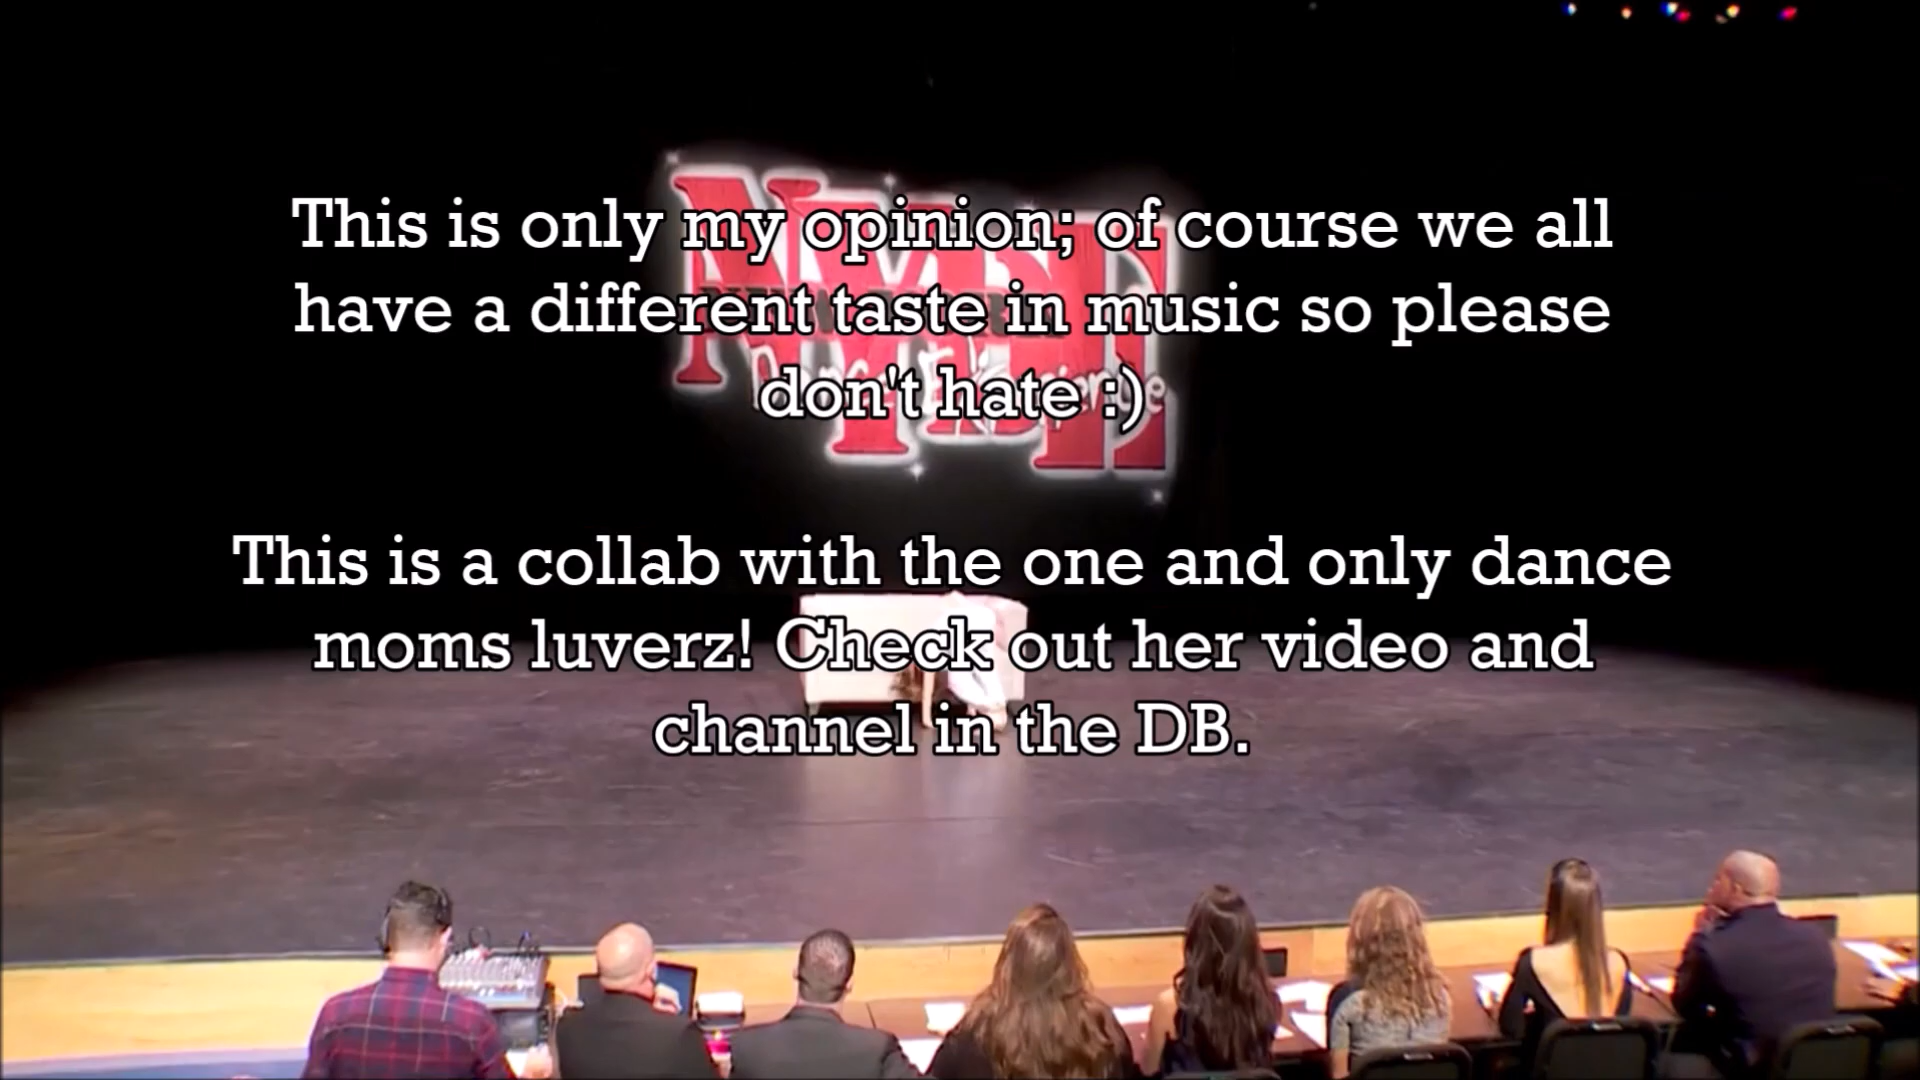 This is only my opinion; of course we all
have a different taste in music so please
don't hate :)
This is a collab with the one and only dance
moms luverz! Check out her video and
channel in the DB.